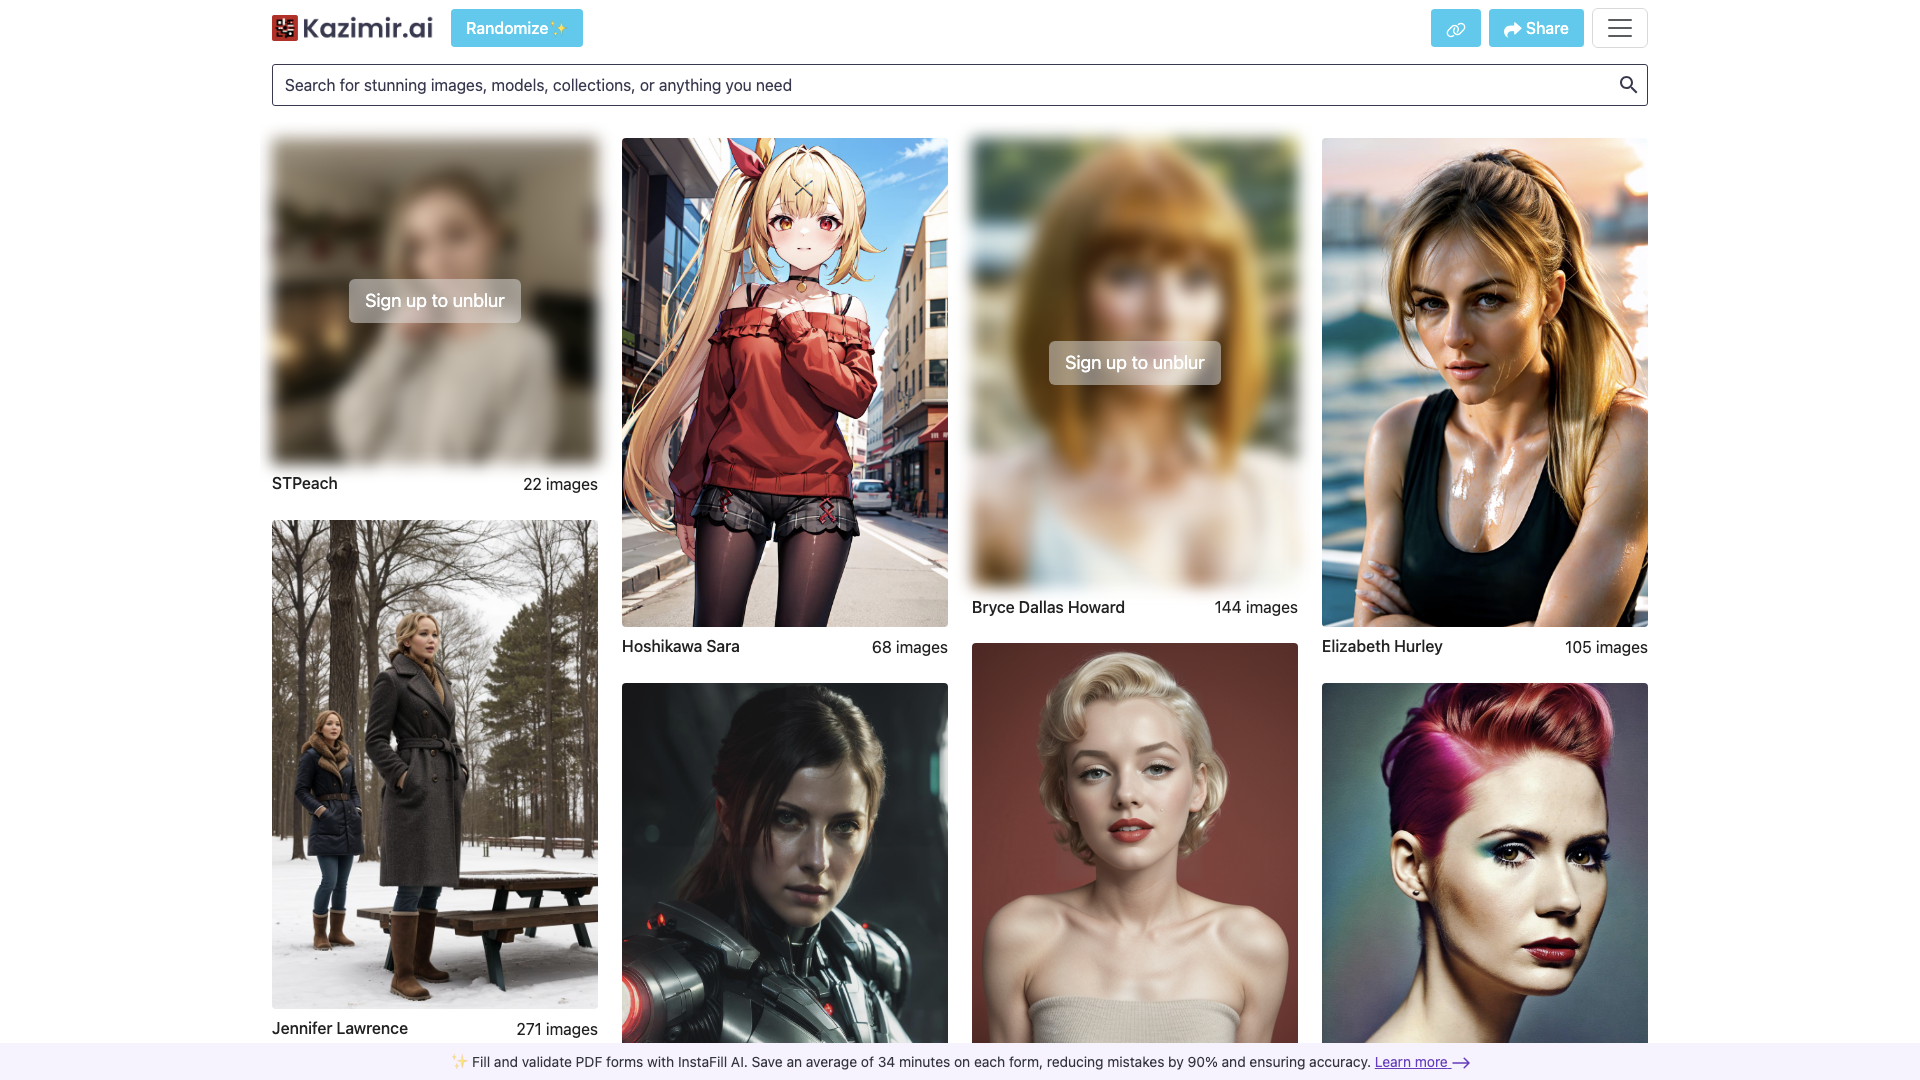 Kazimir.ai
Randomize✨
Share
Search for stunning images, models, collections, or anything you need
Sign up to unblur
STPeach
22 images
Hoshikawa Sara
68 images
Sign up to unblur
Bryce Dallas Howard
144 images
Elizabeth Hurley
105 images
Jennifer Lawrence
271 images
✨ Fill and validate PDF forms with InstaFill AI. Save an average of 34 minutes on each form, reducing mistakes by 90% and ensuring accuracy. Learn more →